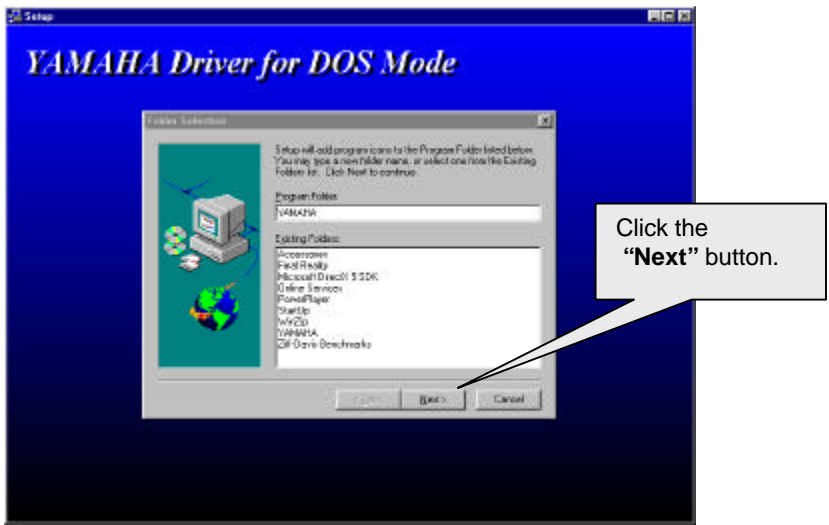 Setup
YAMAHA Driver for DOS Mode
Folder Selection
Setup will add program icons to the Program Folder listed below.
You may type a new folder name, or select one from the Existing
Folders list. Click Next to continue.
Program Folder:
YAMAHA
Existing Folders:
Accessories
Final Reality
Microsoft DirectX 5 SDK
Online Services
PowerPlayer
StartUp
WinZip
YAMAHA
Ziff-Davis Benchmarks
Next >
Cancel
Click the
“Next” button.